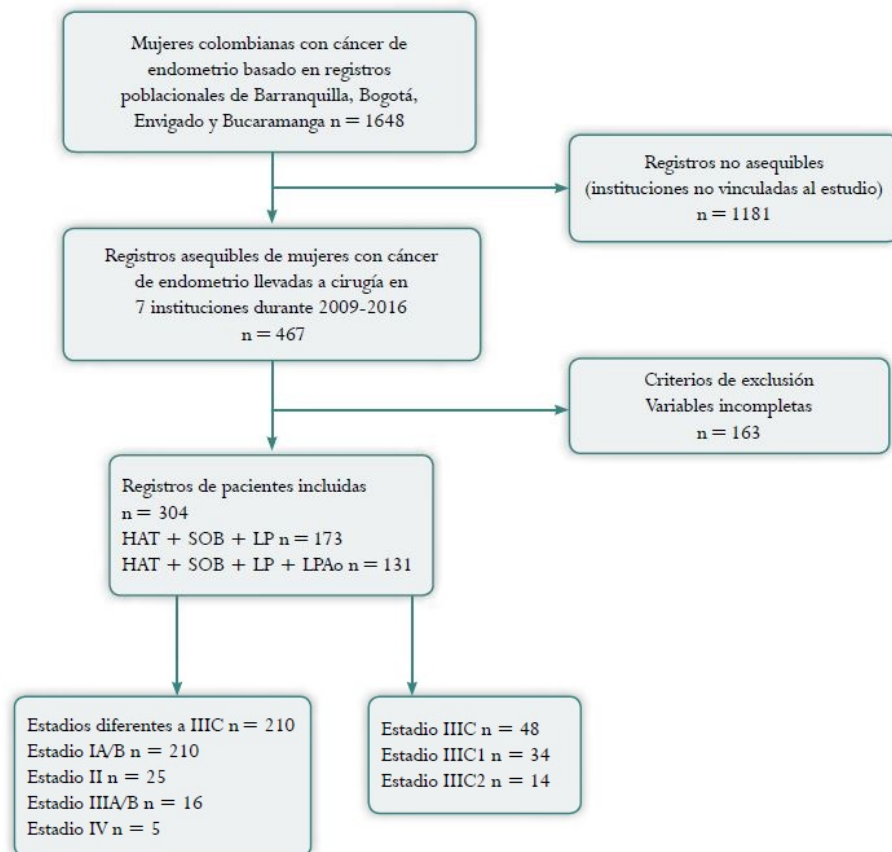 Mujeres colombianas con cáncer de
endometrio basado en registros
poblacionales de Barranquilla, Bogotá,
Envigado y Bucaramanga n = 1648
Registros no asequibles
(instituciones no vinculadas al estudio)
n = 1181
Registros asequibles de mujeres con cáncer
de endometrio llevadas a cirugía en
7 instituciones durante 2009-2016
n = 467
Criterios de exclusión
Variables incompletas
n = 163
Registros de pacientes incluidas
n = 304
HAT + SOB + LP n = 173
HAT + SOB + LP + LPAo n = 131
Estadios diferentes a IIIC n = 210
Estadio IA/B n = 210
Estadio II n = 25
Estadio IIIA/B n = 16
Estadio IV n = 5
Estadio IIIC n = 48
Estadio IIIC1 n = 34
Estadio IIIC2 n = 14